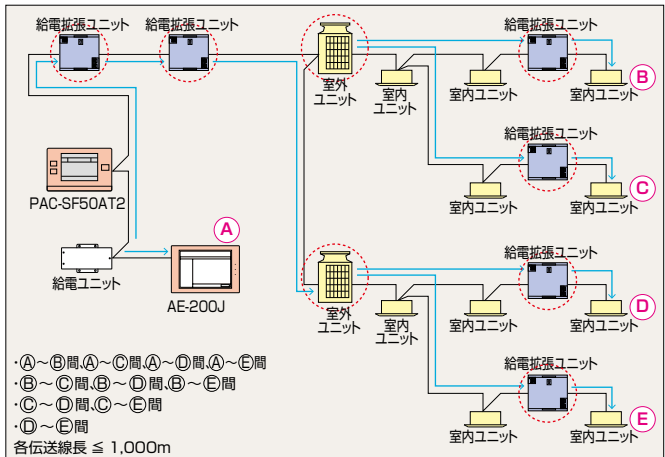 給電拡張ユニット
給電拡張ユニット
給電拡張ユニット
室外
ユニット
室内
ユニット
室内ユニット
室内ユニット
B
給電拡張ユニット
室内ユニット
室内ユニット
C
PAC-SF50AT2
A
給電ユニット
AE-200J
給電拡張ユニット
室外
ユニット
室内
ユニット
室内ユニット
室内ユニット
D
給電拡張ユニット
室内ユニット
室内ユニット
E
・Ⓐ～Ⓑ間、Ⓐ～Ⓒ間、Ⓐ～Ⓓ間、Ⓐ～Ⓔ間
・Ⓑ～Ⓒ間、Ⓑ～Ⓓ間、Ⓑ～Ⓔ間
・Ⓒ～Ⓓ間、Ⓒ～Ⓔ間
・Ⓓ～Ⓔ間
各伝送線長 ≦ 1,000m